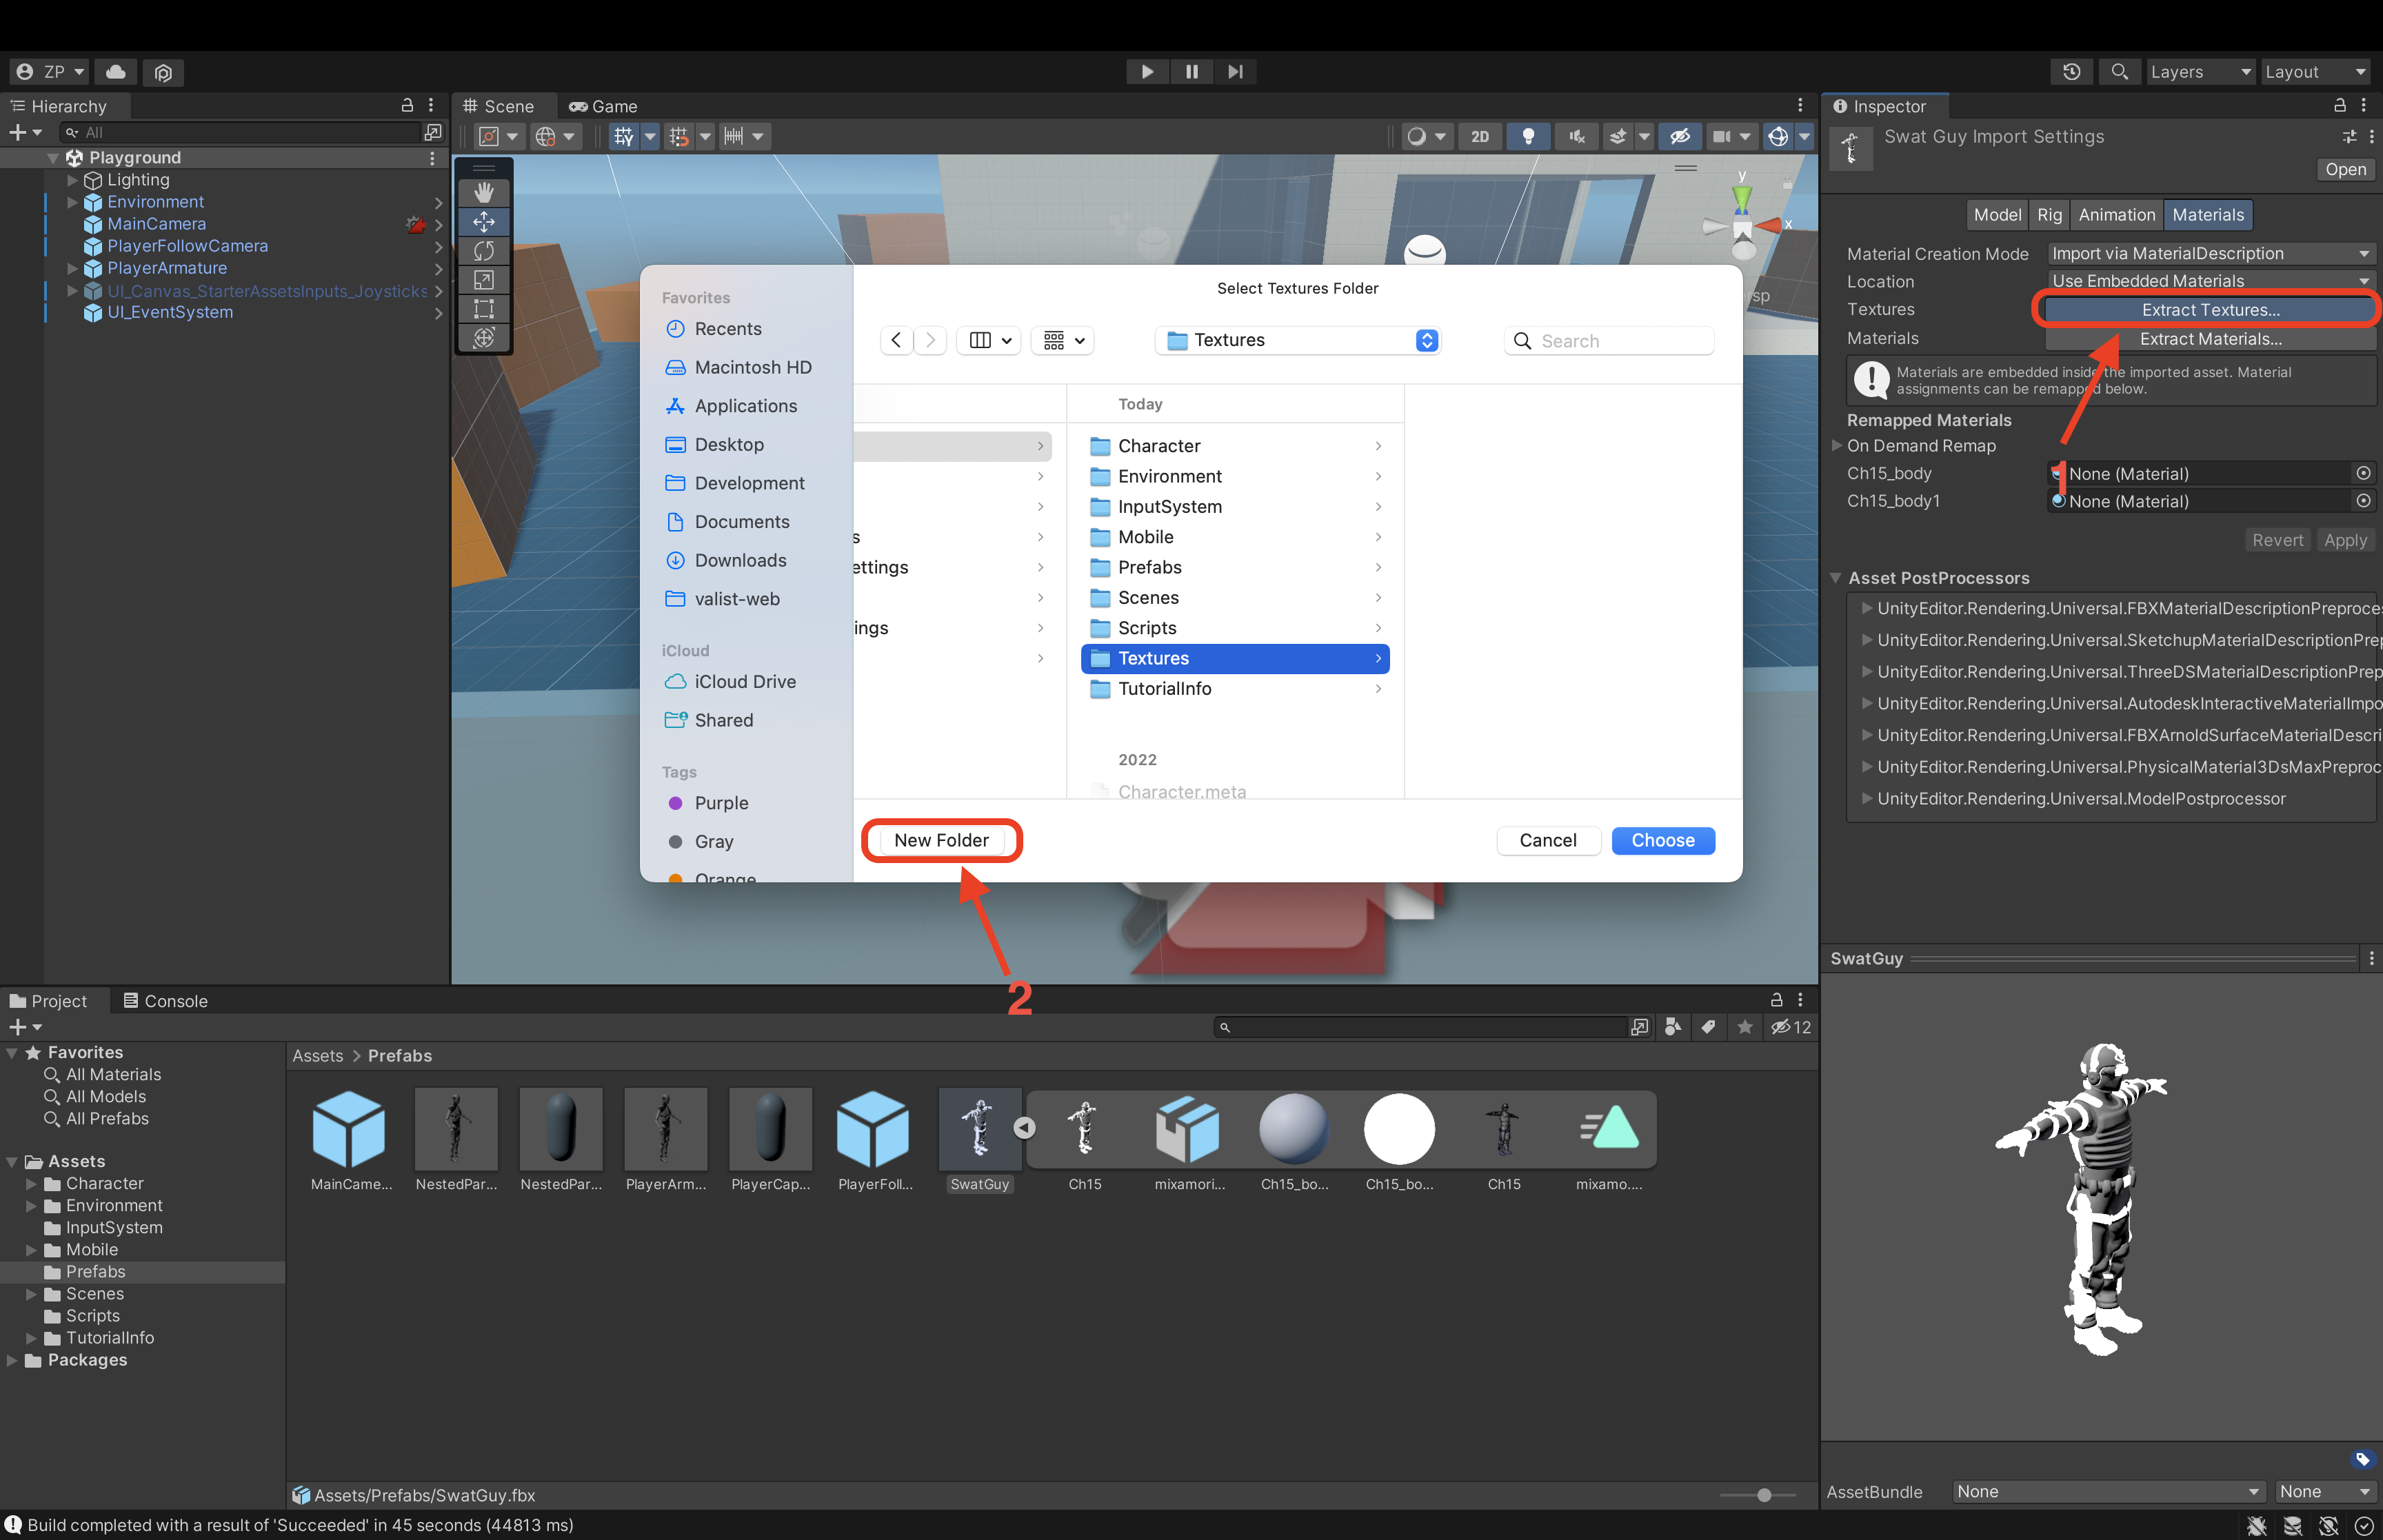 ZP
Layers
Layout
Hierarchy
All
Playground
Lighting
Environment
MainCamera
PlayerFollowCamera
PlayerArmature
UI_Canvas_StarterAssetsInputs_Joysticks
UI_EventSystem
Scene
Game
2D
y
x
ersp
Select Textures Folder
Favorites
Recents
Macintosh HD
Applications
Desktop
Development
Documents
Downloads
valist-web
iCloud
iCloud Drive
Shared
Tags
Purple
Gray
Orange
Textures
Search
s
ettings
ings
Today
Character
Environment
InputSystem
Mobile
Prefabs
Scenes
Scripts
Textures
TutorialInfo
2022
Character.meta
New Folder
Cancel
Choose
2
Inspector
Swat Guy Import Settings
Open
Model
Rig
Animation
Materials
Material Creation Mode
Import via MaterialDescription
Location
Use Embedded Materials
Textures
Extract Textures...
Materials
Extract Materials...
Materials are embedded inside the imported asset. Material
assignments can be remapped below.
Remapped Materials
On Demand Remap
Ch15_body
None (Material)
1
Ch15_body1
None (Material)
Revert
Apply
Asset PostProcessors
UnityEditor.Rendering.Universal.FBXMaterialDescriptionPreproces
UnityEditor.Rendering.Universal.SketchupMaterialDescriptionPrep
UnityEditor.Rendering.Universal.ThreeDSMaterialDescriptionPrep
UnityEditor.Rendering.Universal.AutodeskInteractiveMaterialImpo
UnityEditor.Rendering.Universal.FBXArnoldSurfaceMaterialDescri
UnityEditor.Rendering.Universal.PhysicalMaterial3DsMaxPreproc
UnityEditor.Rendering.Universal.ModelPostprocessor
SwatGuy
AssetBundle
None
None
Project
Console
12
Favorites
All Materials
All Models
All Prefabs
Assets
Character
Environment
InputSystem
Mobile
Prefabs
Scenes
Scripts
TutorialInfo
Packages
Assets > Prefabs
MainCame...
NestedPar...
NestedPar...
PlayerArm...
PlayerCap...
PlayerFoll...
SwatGuy
Ch15
mixamori...
Ch15_bo...
Ch15_bo...
Ch15
mixamo....
Assets/Prefabs/SwatGuy.fbx
Build completed with a result of 'Succeeded' in 45 seconds (44813 ms)